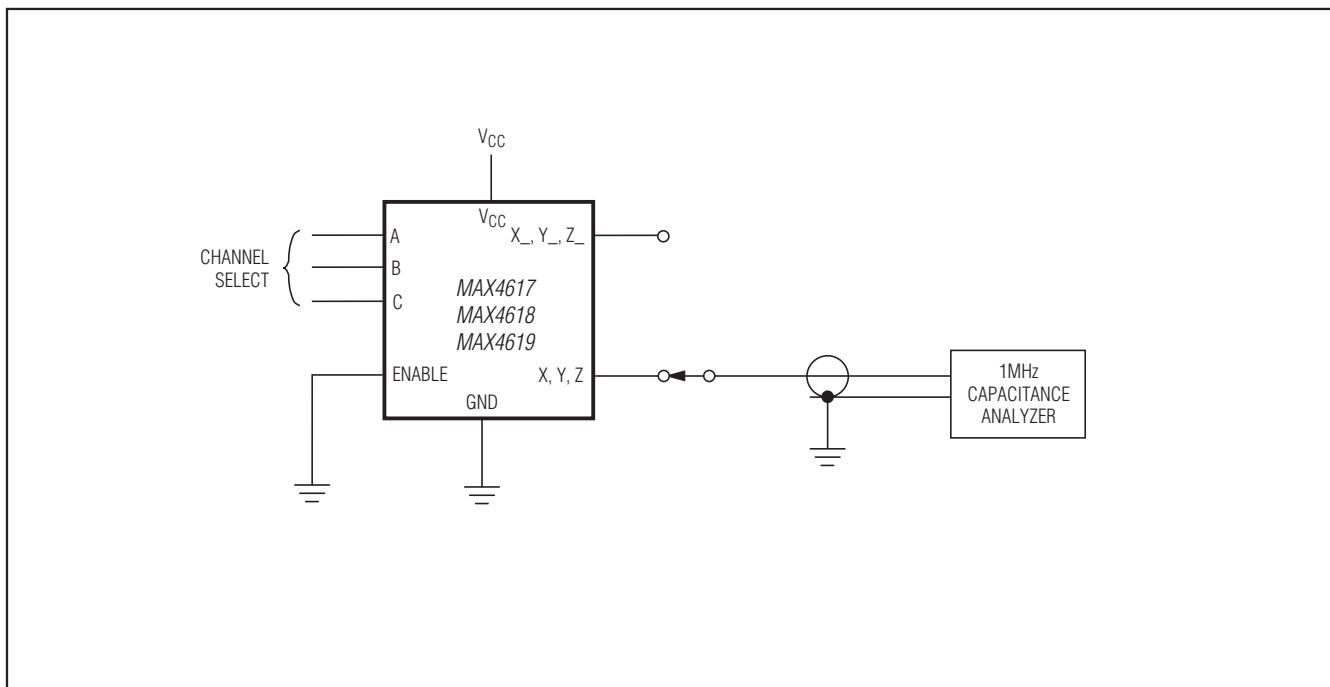 VCC
VCC
X_, Y_, Z_
CHANNEL
SELECT
A
B
C
MAX4617
MAX4618
MAX4619
ENABLE
X, Y, Z
GND
1MHz
CAPACITANCE
ANALYZER